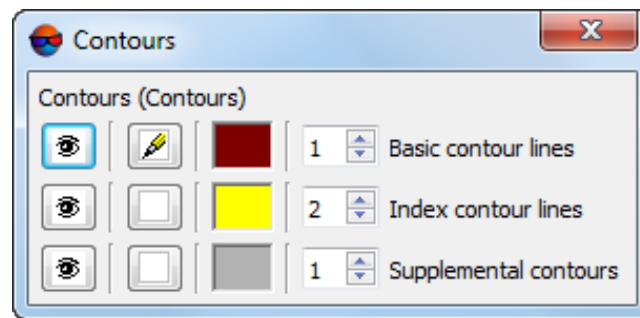 Contours
Contours (Contours)
1 Basic contour lines
2 Index contour lines
1 Supplemental contours